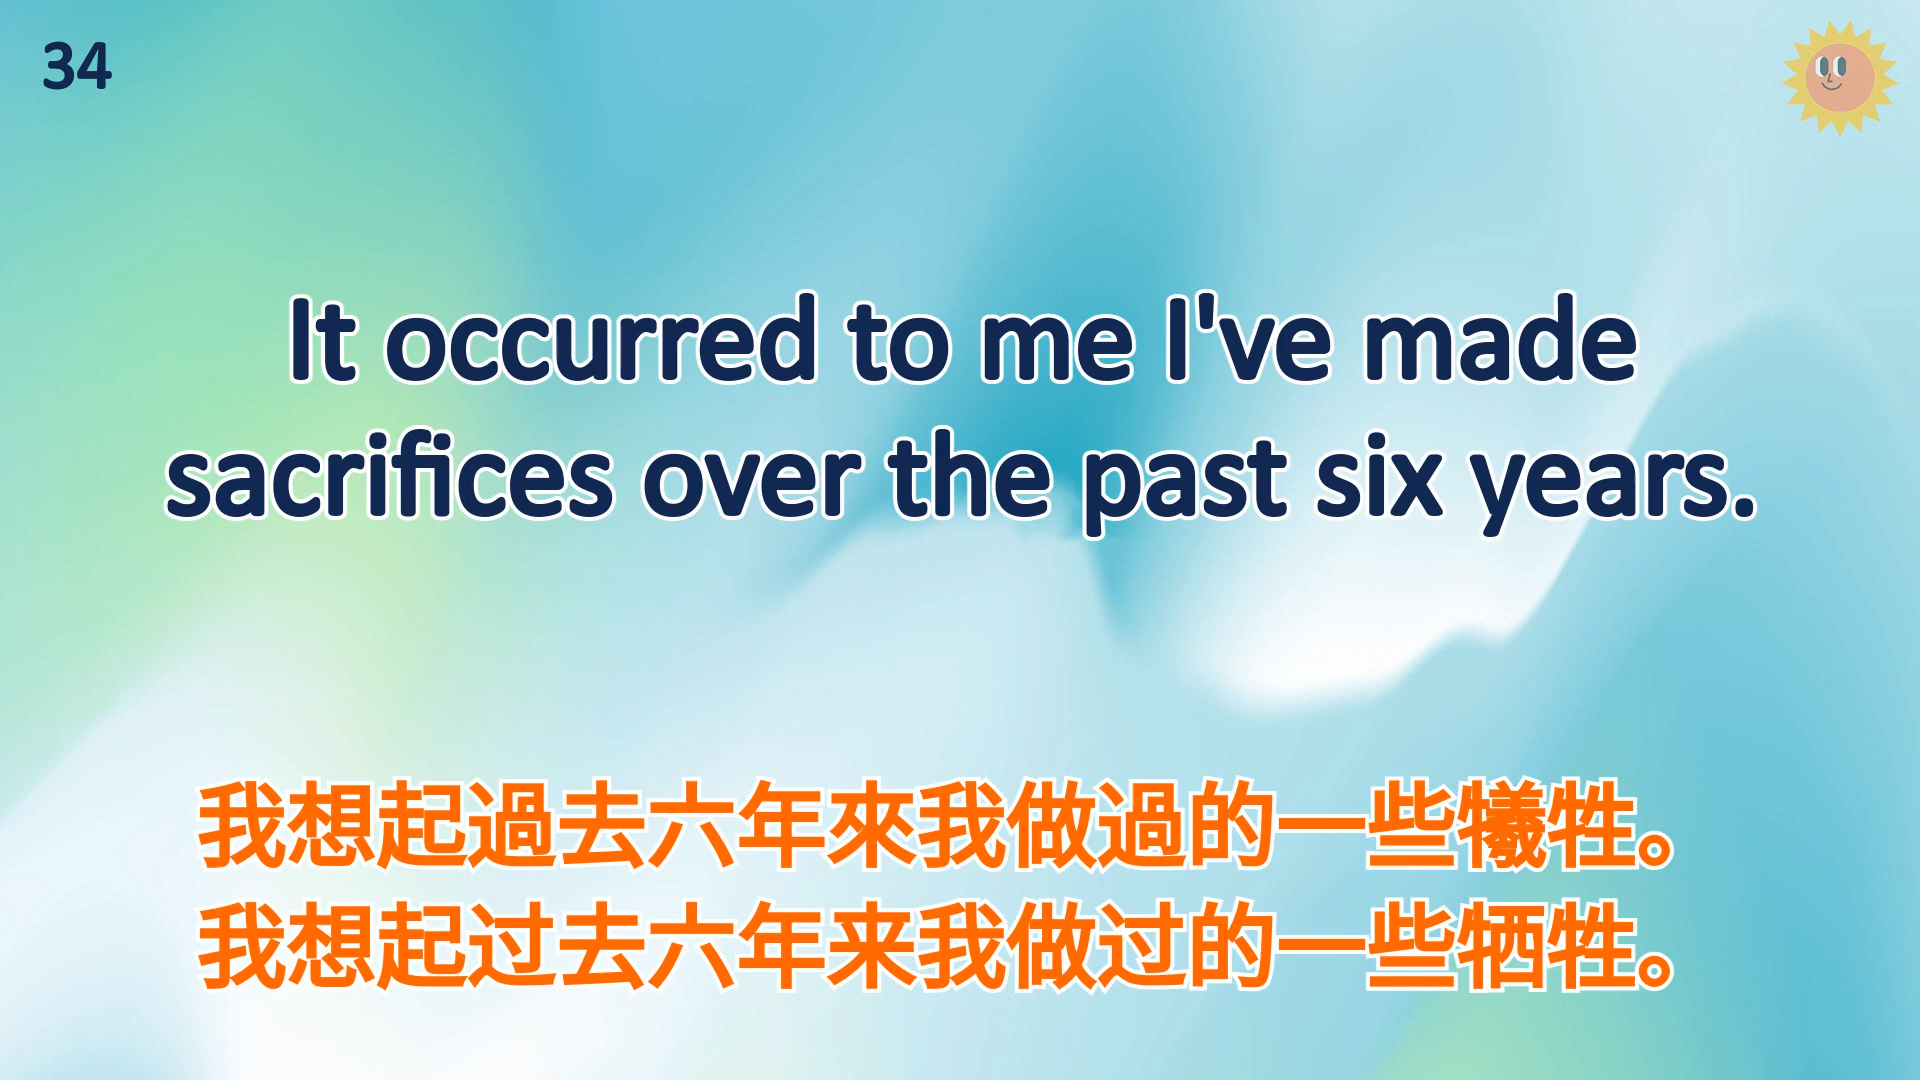 34
It occurred to me I've made
sacrifices over the past six years.
我想起過去六年來我做過的一些犧牲。
我想起过去六年来我做过的一些牺牲。